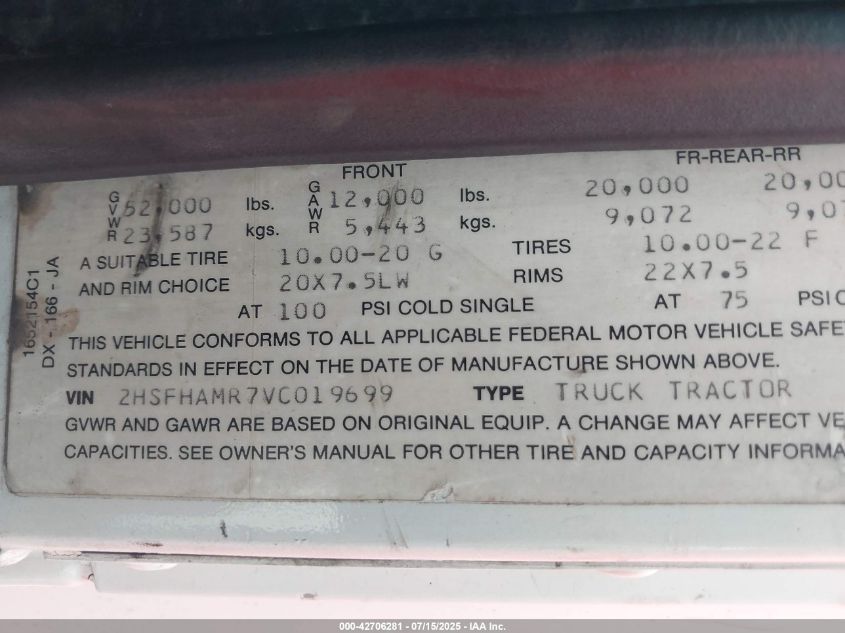 FR-REAR-RR
FRONT
GVWR 52,000 lbs. GAWR 12,000 lbs. 20,000 20,00
23,587 kgs. 5,443 kgs. 9,072 9,07
A SUITABLE TIRE 10.00-20 G TIRES 10.00-22 F
AND RIM CHOICE 20X7.5LW RIMS 22X7.5
AT 100 PSI COLD SINGLE AT 75 PSI C
THIS VEHICLE CONFORMS TO ALL APPLICABLE FEDERAL MOTOR VEHICLE SAFE
STANDARDS IN EFFECT ON THE DATE OF MANUFACTURE SHOWN ABOVE.
VIN 2HSFHAMR7VC019699 TYPE TRUCK TRACTOR
GVWR AND GAWR ARE BASED ON ORIGINAL EQUIP. A CHANGE MAY AFFECT VE
CAPACITIES. SEE OWNER'S MANUAL FOR OTHER TIRE AND CAPACITY INFORMA
1652154C1
DX - 166 - JA
000-42706281 - 07/15/2025 - IAA Inc.